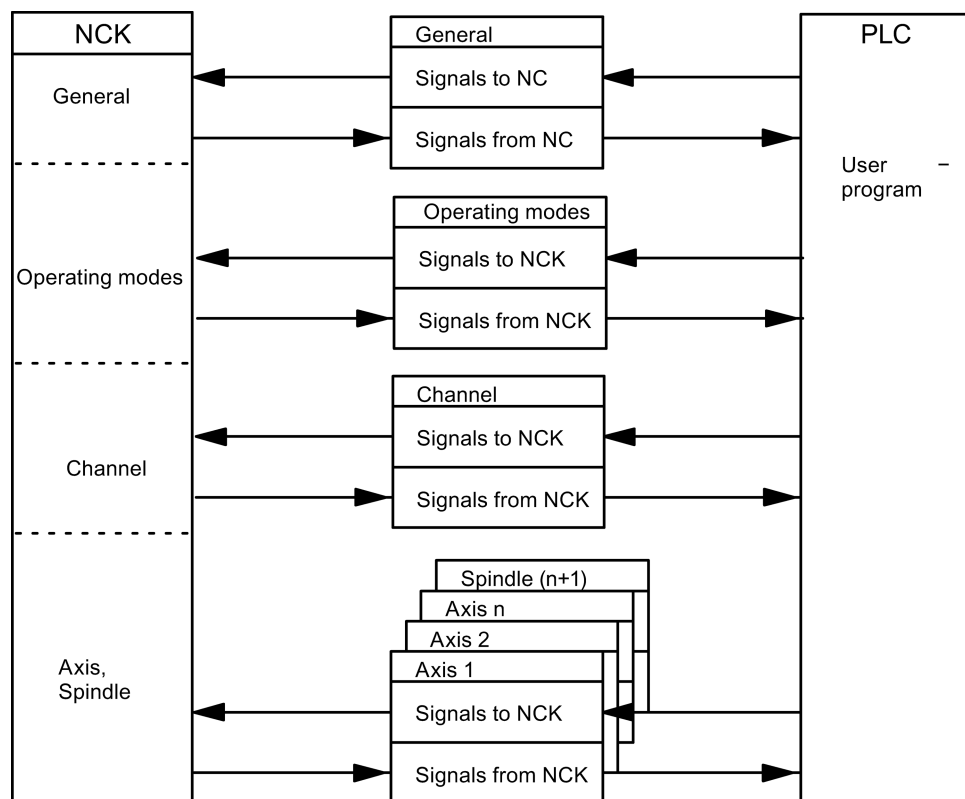 NCK
General
PLC
Signals to NC
General
Signals from NC
User –
program
Operating modes
Signals to NCK
Operating modes
Signals from NCK
Channel
Signals to NCK
Channel
Signals from NCK
Spindle (n+1)
Axis n
Axis 2
Axis 1
Axis,
Spindle
Signals to NCK
Signals from NCK